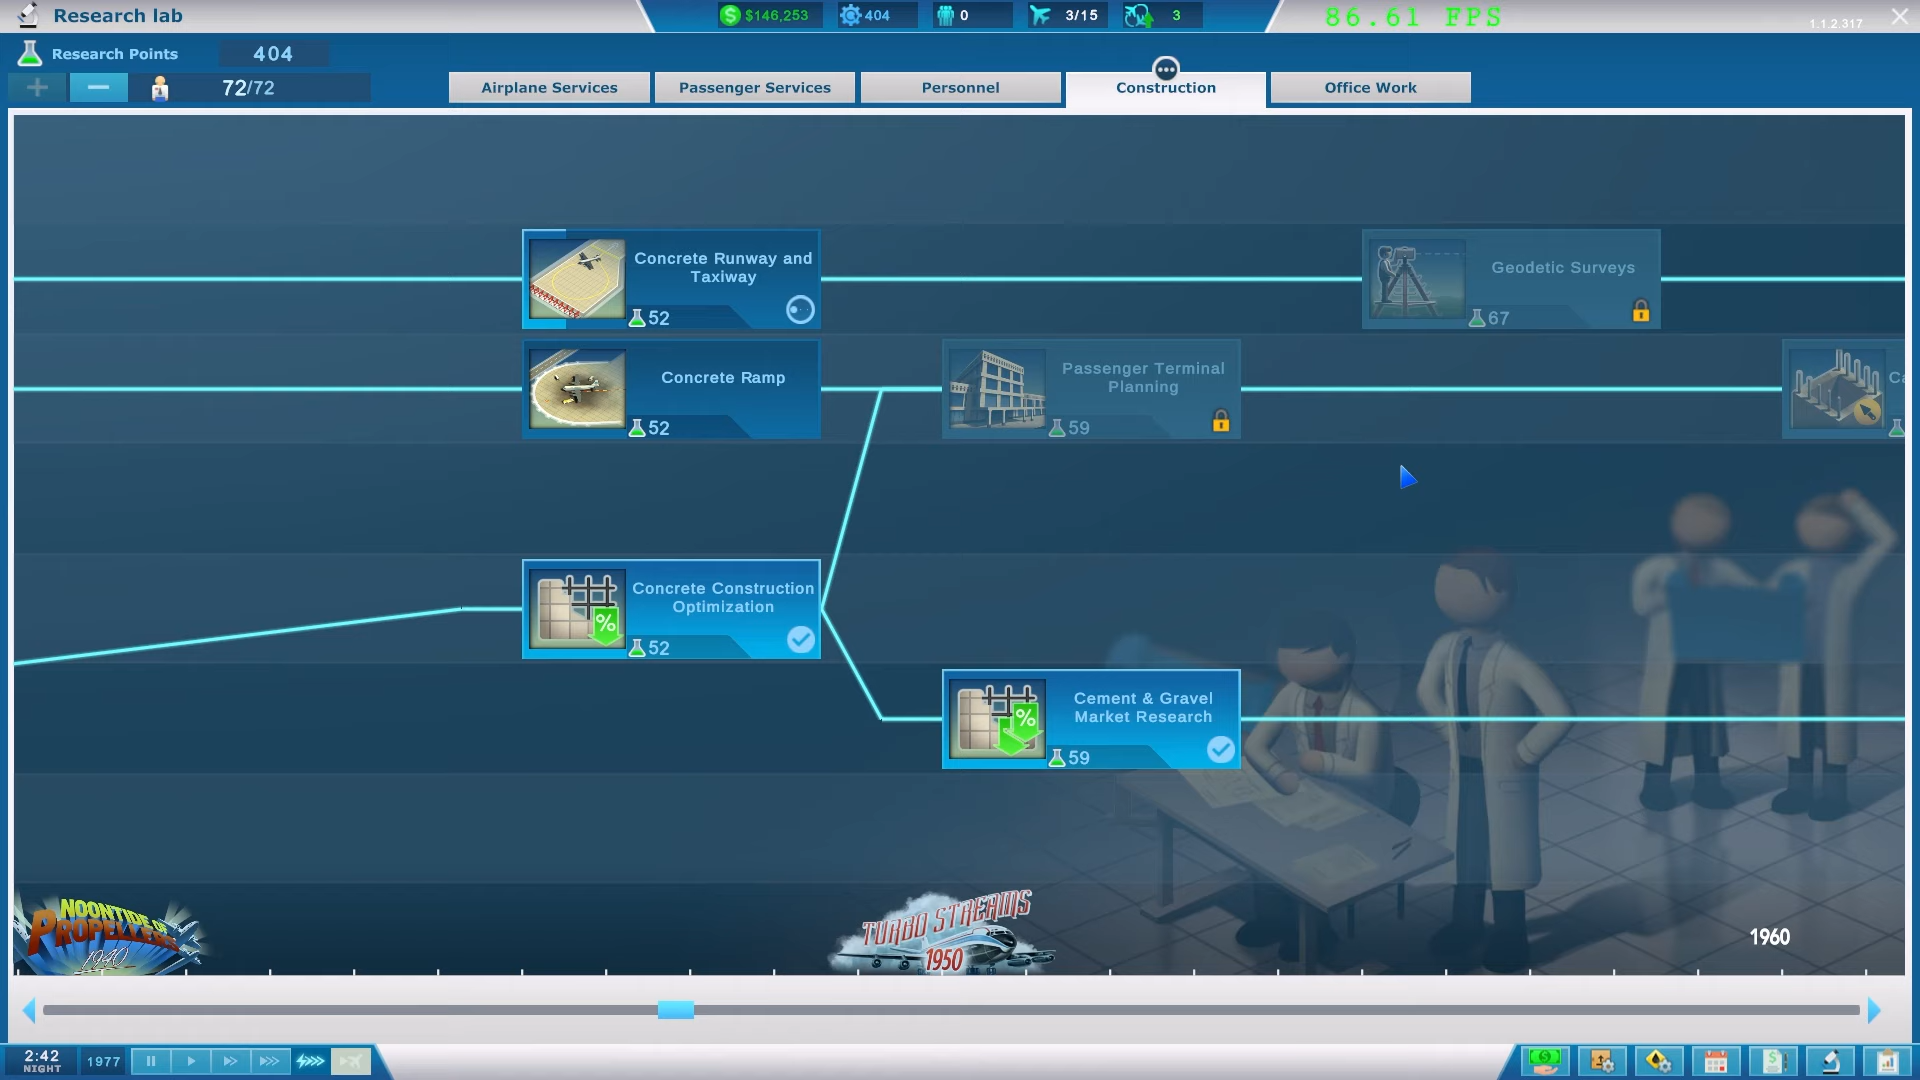 Research lab
$146,253
404
0
3/15
3
86.61 FPS
1.1.2.317
Research Points
404
72/72
Airplane Services
Passenger Services
Personnel
Construction
Office Work
Concrete Runway and
Taxiway
52
Geodetic Surveys
67
Concrete Ramp
52
Passenger Terminal
Planning
59
Ca
Concrete Construction
Optimization
52
Cement & Gravel
Market Research
59
NOONTIDE OF
PROPELLERS
1940
TURBO STREAMS
1950
1960
2:42
NIGHT
1977